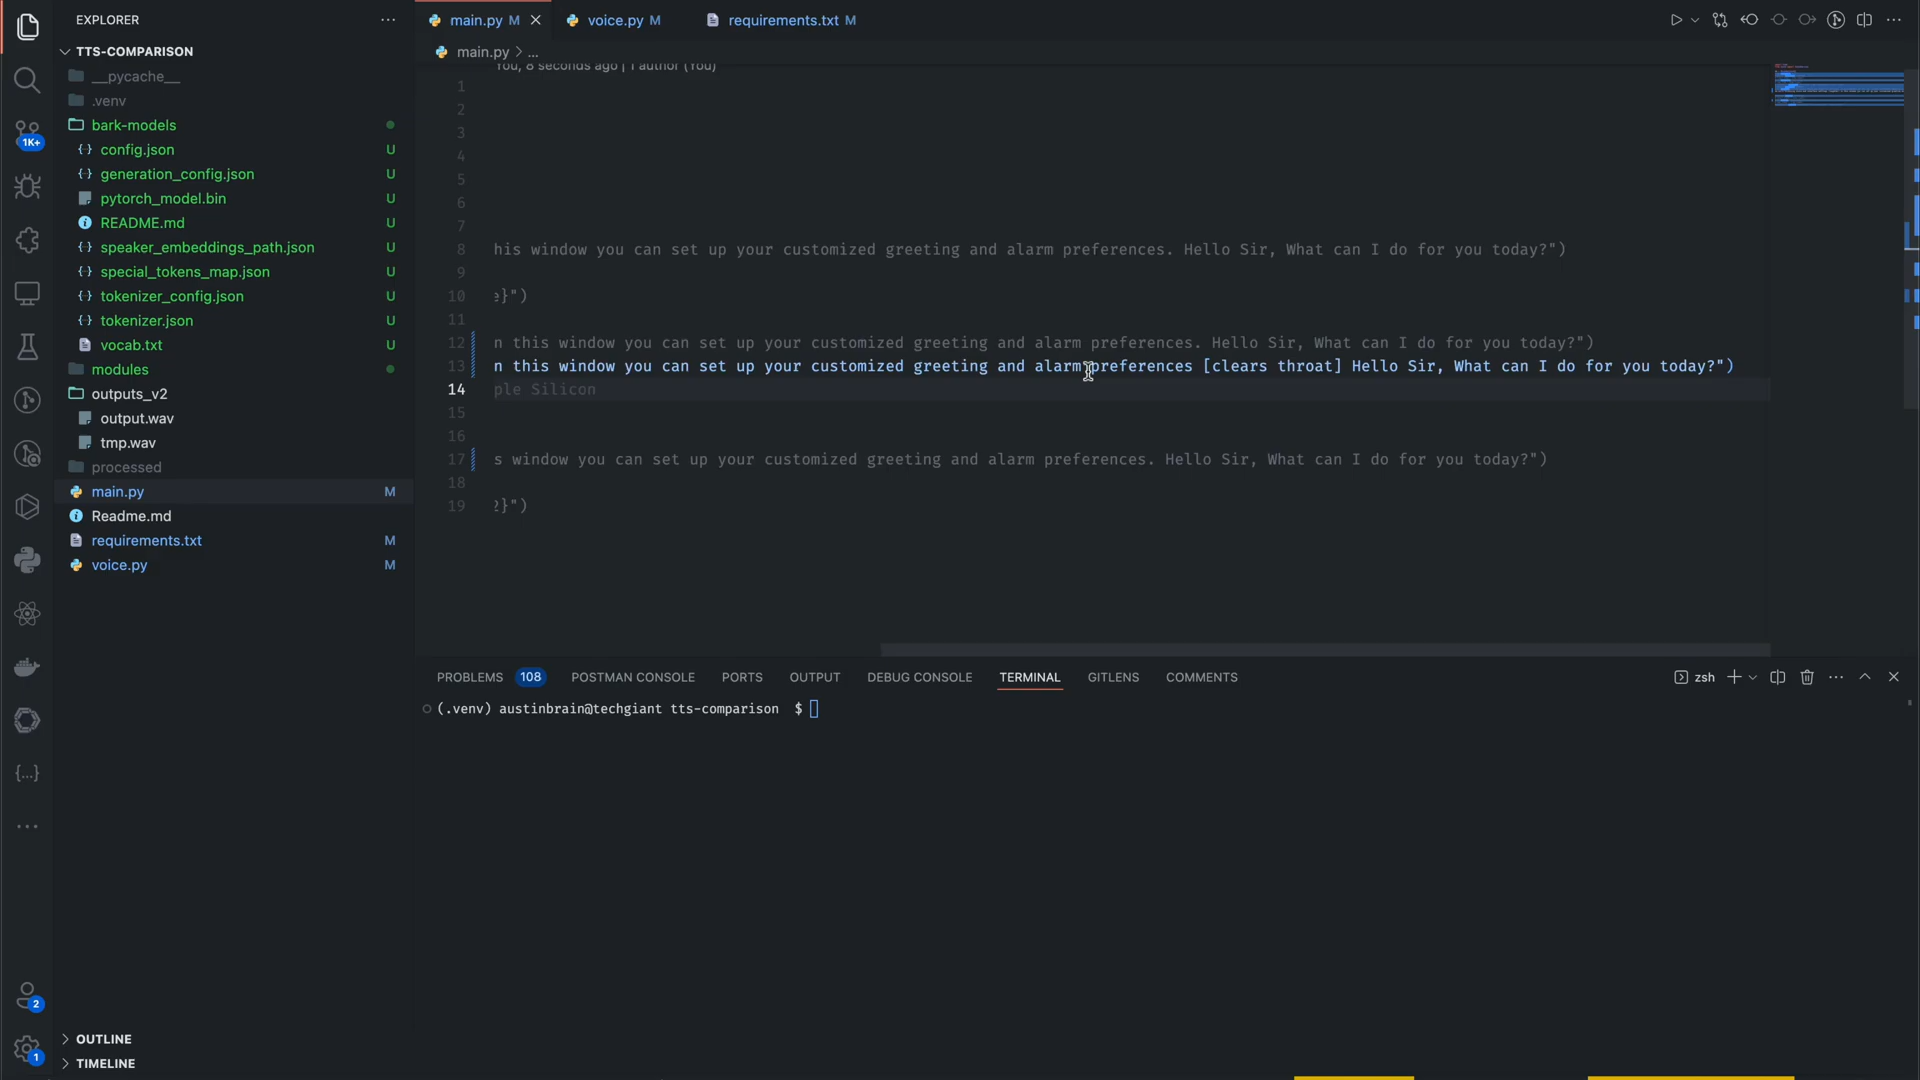 EXPLORER
TTS-COMPARISON
__pycache__
.venv
bark-models
config.json U
generation_config.json U
pytorch_model.bin U
README.md U
speaker_embeddings_path.json U
special_tokens_map.json U
tokenizer_config.json U
tokenizer.json U
vocab.txt U
modules
outputs_v2
output.wav
tmp.wav
processed
main.py M
Readme.md
requirements.txt M
voice.py M
OUTLINE
TIMELINE
1K+
2
1
main.py M
voice.py M
requirements.txt M
main.py > ...
You, 8 seconds ago | 1 author (You)
1
2
3
4
5
6
7
8 his window you can set up your customized greeting and alarm preferences. Hello Sir, What can I do for you today?")
9
10 e}")
11
12 n this window you can set up your customized greeting and alarm preferences. Hello Sir, What can I do for you today?")
13 n this window you can set up your customized greeting and alarm preferences [clears throat] Hello Sir, What can I do for you today?")
14 ple Silicon
15
16
17 s window you can set up your customized greeting and alarm preferences. Hello Sir, What can I do for you today?")
18
19 2}")
PROBLEMS 108 POSTMAN CONSOLE PORTS OUTPUT DEBUG CONSOLE TERMINAL GITLENS COMMENTS
zsh
(.venv) austinbrain@techgiant tts-comparison $